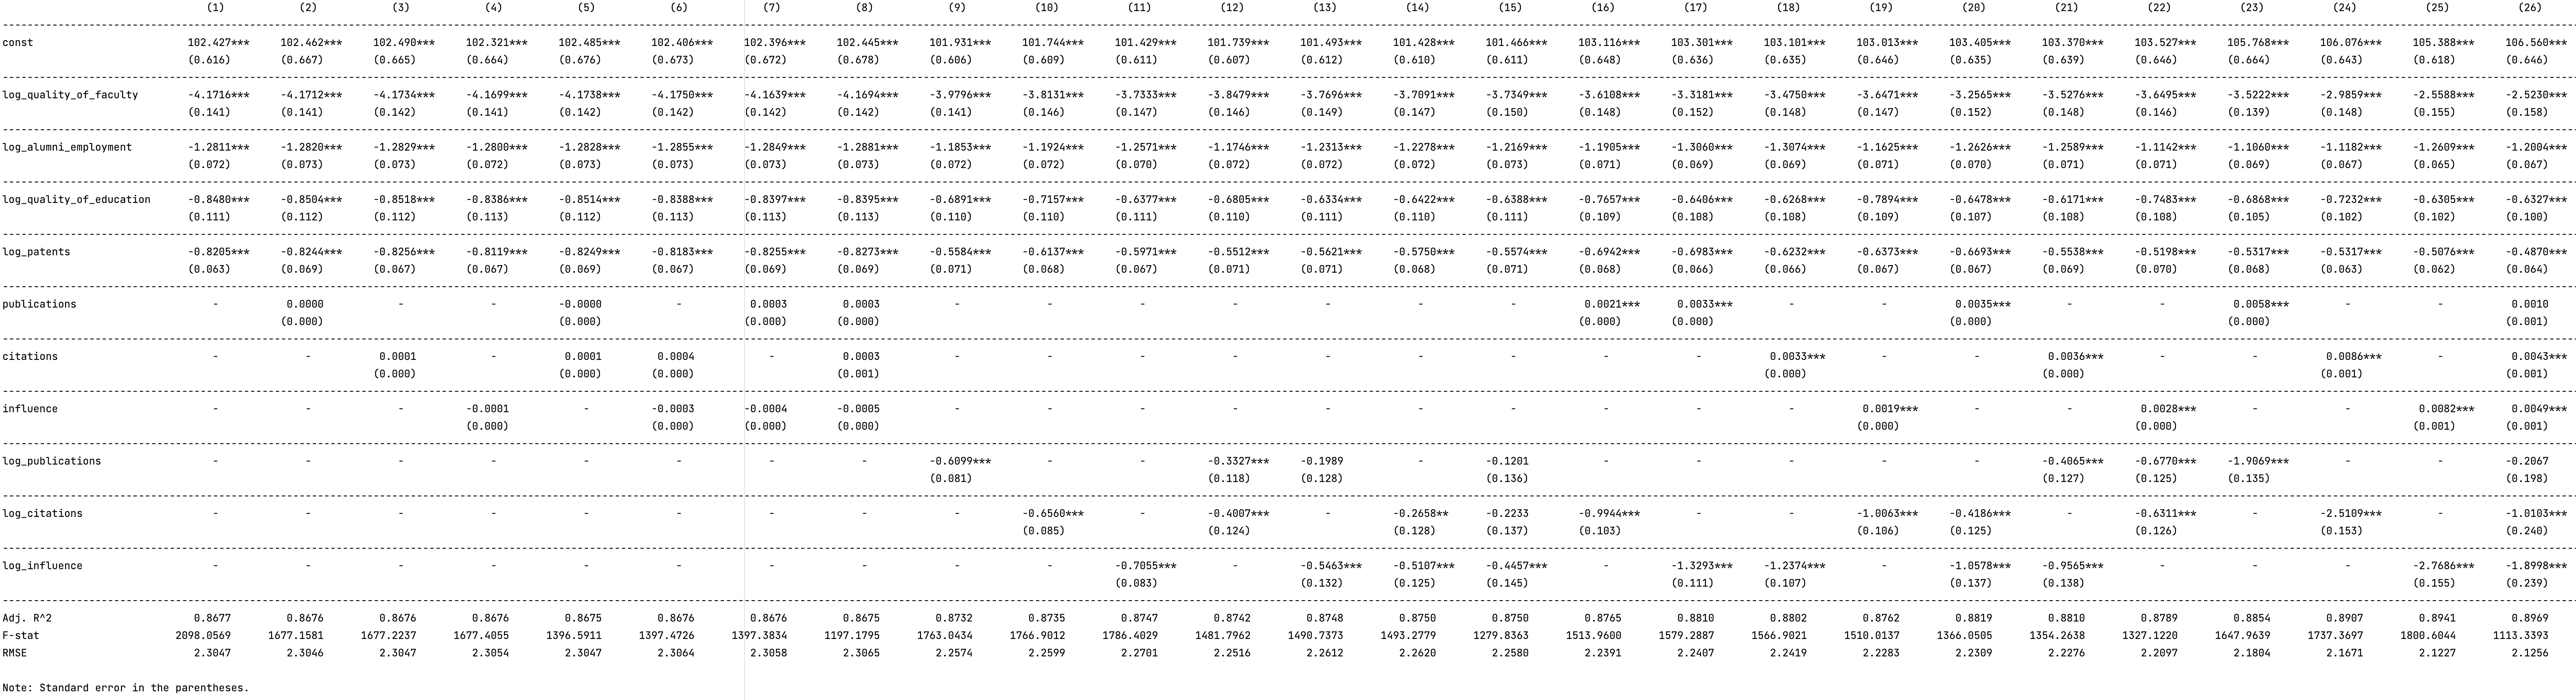 (1) (2) (3) (4) (5) (6) (7) (8) (9) (10) (11) (12) (13) (14) (15) (16) (17) (18) (19) (20) (21) (22) (23) (24) (25) (26)
const 102.427*** 102.462*** 102.490*** 102.321*** 102.485*** 102.406*** 102.396*** 102.445*** 101.931*** 101.744*** 101.429*** 101.739*** 101.493*** 101.428*** 101.466*** 103.116*** 103.301*** 103.101*** 103.013*** 103.405*** 103.370*** 103.527*** 105.768*** 106.076*** 105.388*** 106.560***
(0.616) (0.667) (0.665) (0.664) (0.676) (0.673) (0.672) (0.678) (0.606) (0.609) (0.611) (0.607) (0.612) (0.610) (0.611) (0.648) (0.636) (0.635) (0.646) (0.635) (0.639) (0.646) (0.664) (0.643) (0.618) (0.646)
log_quality_of_faculty -4.1716*** -4.1712*** -4.1734*** -4.1699*** -4.1738*** -4.1750*** -4.1639*** -4.1694*** -3.9796*** -3.8131*** -3.7333*** -3.8479*** -3.7696*** -3.7091*** -3.7349*** -3.6108*** -3.3181*** -3.4750*** -3.6471*** -3.2565*** -3.5276*** -3.6495*** -3.5222*** -2.9859*** -2.5588*** -2.5230***
(0.141) (0.141) (0.142) (0.141) (0.142) (0.142) (0.142) (0.142) (0.141) (0.146) (0.147) (0.146) (0.149) (0.147) (0.150) (0.148) (0.152) (0.148) (0.147) (0.152) (0.148) (0.146) (0.139) (0.148) (0.155) (0.158)
log_alumni_employment -1.2811*** -1.2820*** -1.2829*** -1.2800*** -1.2828*** -1.2855*** -1.2849*** -1.2881*** -1.1853*** -1.1924*** -1.2571*** -1.1746*** -1.2313*** -1.2278*** -1.2169*** -1.1905*** -1.3060*** -1.3074*** -1.1625*** -1.2626*** -1.2589*** -1.1142*** -1.1060*** -1.1182*** -1.2609*** -1.2004***
(0.072) (0.073) (0.073) (0.072) (0.073) (0.073) (0.073) (0.073) (0.072) (0.072) (0.070) (0.072) (0.072) (0.072) (0.073) (0.071) (0.069) (0.069) (0.071) (0.070) (0.071) (0.071) (0.069) (0.067) (0.065) (0.067)
log_quality_of_education -0.8480*** -0.8504*** -0.8518*** -0.8386*** -0.8514*** -0.8388*** -0.8397*** -0.8395*** -0.6891*** -0.7157*** -0.6377*** -0.6805*** -0.6334*** -0.6422*** -0.6388*** -0.7657*** -0.6406*** -0.6268*** -0.7894*** -0.6478*** -0.6171*** -0.7483*** -0.6868*** -0.7232*** -0.6305*** -0.6327***
(0.111) (0.112) (0.112) (0.113) (0.112) (0.113) (0.113) (0.113) (0.110) (0.110) (0.111) (0.110) (0.111) (0.110) (0.111) (0.109) (0.108) (0.108) (0.109) (0.107) (0.108) (0.108) (0.105) (0.102) (0.102) (0.100)
log_patents -0.8205*** -0.8244*** -0.8256*** -0.8119*** -0.8249*** -0.8183*** -0.8255*** -0.8273*** -0.5584*** -0.6137*** -0.5971*** -0.5512*** -0.5621*** -0.5750*** -0.5574*** -0.6942*** -0.6983*** -0.6232*** -0.6373*** -0.6693*** -0.5538*** -0.5198*** -0.5317*** -0.5317*** -0.5076*** -0.4870***
(0.063) (0.069) (0.067) (0.067) (0.069) (0.067) (0.069) (0.069) (0.071) (0.068) (0.067) (0.071) (0.071) (0.068) (0.071) (0.068) (0.066) (0.066) (0.067) (0.067) (0.069) (0.070) (0.068) (0.063) (0.062) (0.064)
publications - 0.0000 - - -0.0000 - 0.0003 0.0003 - - - - - - - 0.0021*** 0.0033*** - - 0.0035*** - - 0.0058*** - - 0.0010
(0.000) (0.000) (0.000) (0.000) (0.000) (0.000) (0.000) (0.000) (0.001)
citations - - 0.0001 - 0.0001 0.0004 - 0.0003 - - - - - - - - - 0.0033*** - - 0.0036*** - - 0.0086*** - 0.0043***
(0.000) (0.000) (0.000) (0.001) (0.000) (0.000) (0.001) (0.001)
influence - - - -0.0001 - -0.0003 -0.0004 -0.0005 - - - - - - - - - - 0.0019*** - - 0.0028*** - - 0.0082*** 0.0049***
(0.000) (0.000) (0.000) (0.000) (0.000) (0.000) (0.001) (0.001)
log_publications - - - - - - - - -0.6099*** - - -0.3327*** -0.1989 - -0.1201 - - - - - -0.4065*** -0.6770*** -1.9069*** - - -0.2067
(0.081) (0.118) (0.128) (0.136) (0.127) (0.125) (0.135) (0.198)
log_citations - - - - - - - - - -0.6560*** - -0.4007*** - -0.2658** -0.2233 -0.9944*** - - -1.0063*** -0.4186*** - -0.6311*** - -2.5109*** - -1.0103***
(0.085) (0.124) (0.128) (0.137) (0.103) (0.106) (0.125) (0.126) (0.153) (0.240)
log_influence - - - - - - - - - - -0.7055*** - -0.5463*** -0.5107*** -0.4457*** - -1.3293*** -1.2374*** - -1.0578*** -0.9565*** - - - -2.7686*** -1.8998***
(0.083) (0.132) (0.125) (0.145) (0.111) (0.107) (0.137) (0.138) (0.155) (0.239)
Adj. R^2 0.8677 0.8676 0.8676 0.8676 0.8675 0.8676 0.8676 0.8675 0.8732 0.8735 0.8747 0.8742 0.8748 0.8750 0.8750 0.8765 0.8810 0.8802 0.8762 0.8819 0.8810 0.8789 0.8854 0.8907 0.8941 0.8969
F-stat 2098.0569 1677.1581 1677.2237 1677.4055 1396.5911 1397.4726 1397.3834 1197.1795 1763.0434 1766.9012 1786.4029 1481.7962 1490.7373 1493.2779 1279.8363 1513.9600 1579.2887 1566.9021 1510.0137 1366.0505 1354.2638 1327.1220 1647.9639 1737.3697 1800.6044 1113.3393
RMSE 2.3047 2.3046 2.3047 2.3054 2.3047 2.3064 2.3058 2.3065 2.2574 2.2599 2.2701 2.2516 2.2612 2.2620 2.2580 2.2391 2.2407 2.2419 2.2283 2.2309 2.2276 2.2097 2.1804 2.1671 2.1227 2.1256
Note: Standard error in the parentheses.